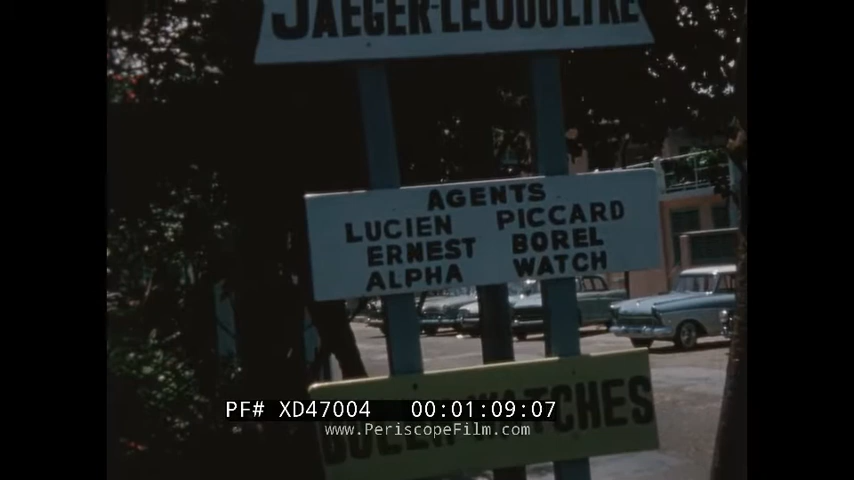 JAEGER-LECOULTRE
AGENTS
LUCIEN PICCARD
ERNEST BOREL
ALPHA WATCH
WATCHES
PF# XD47004 00:01:09:07
www.PeriscopeFilm.com